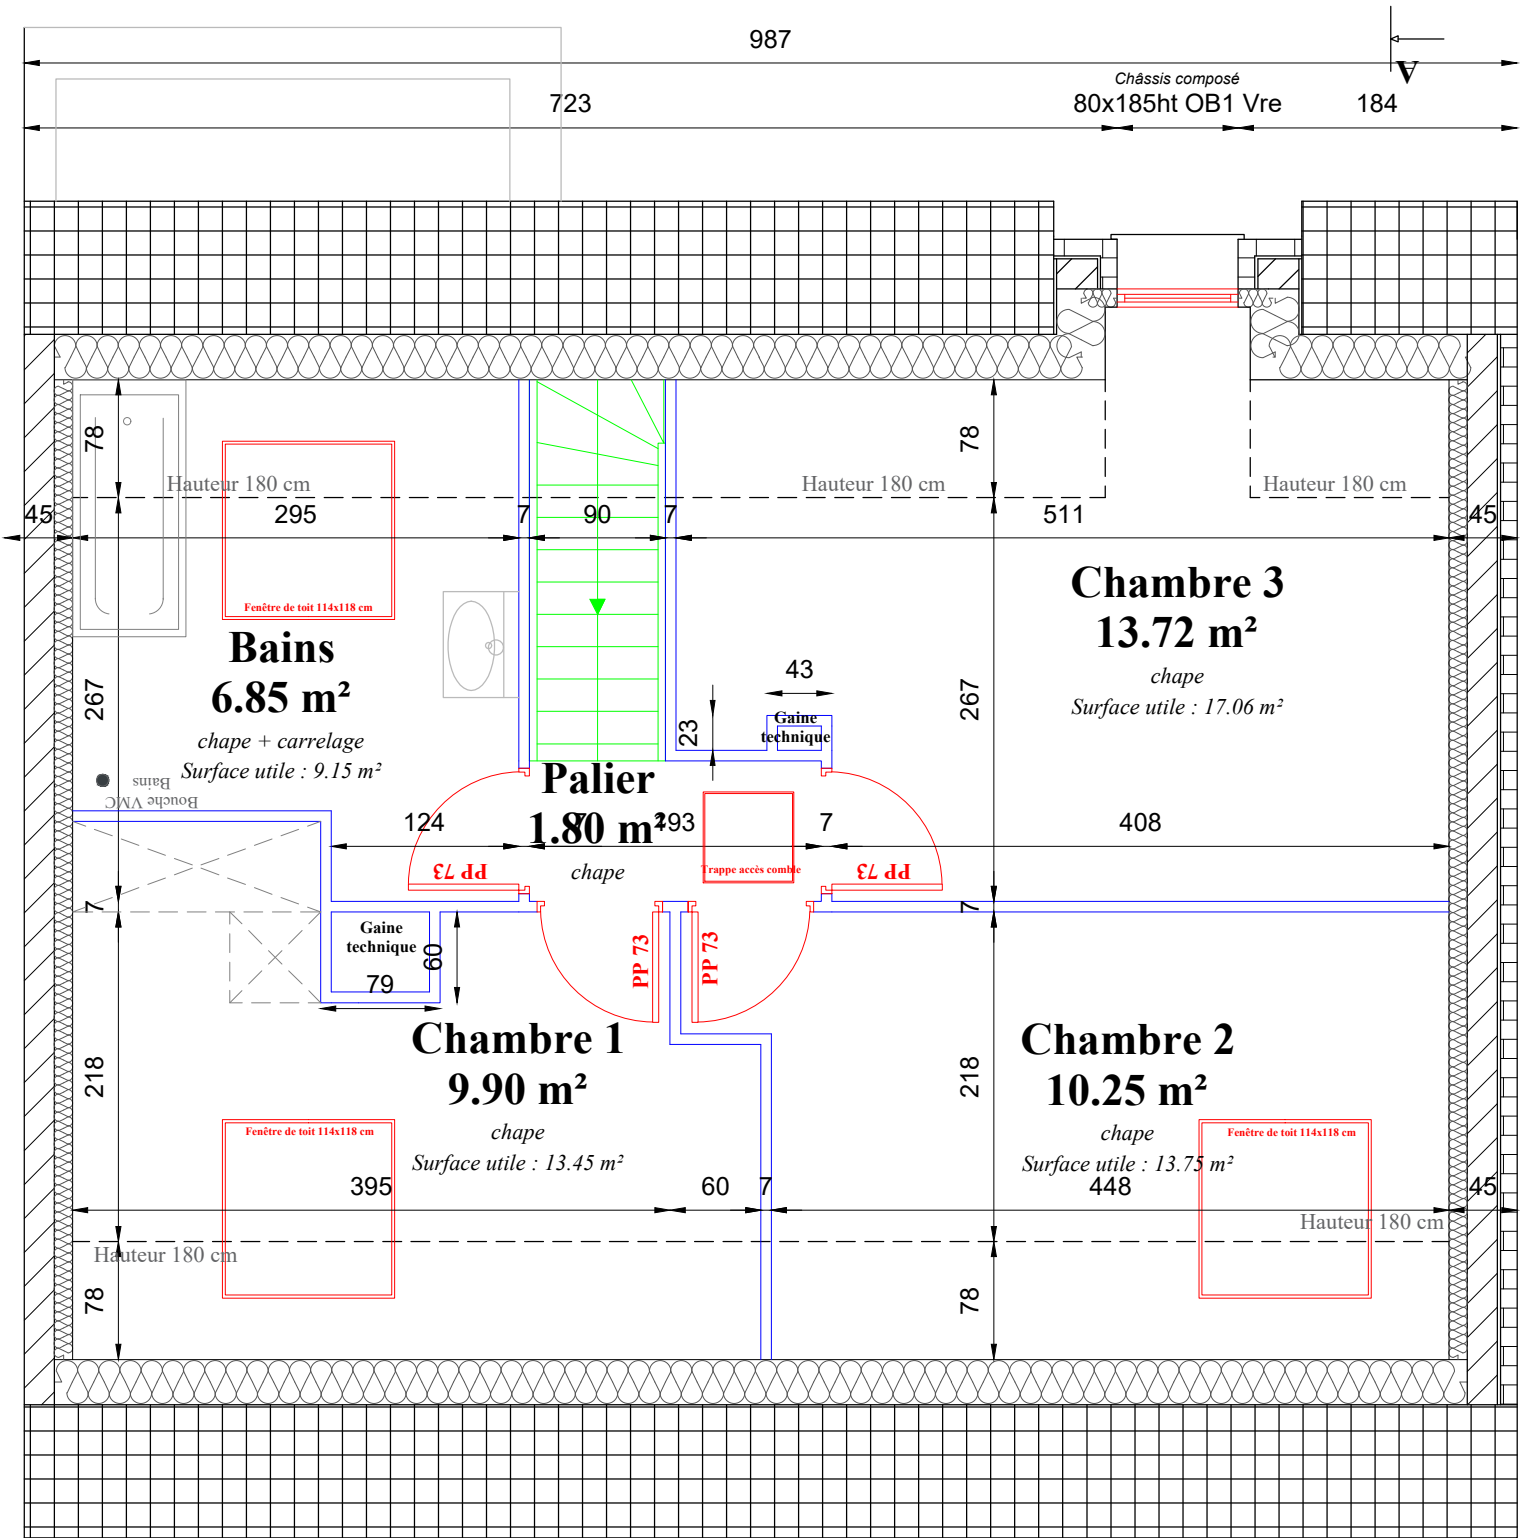 987
A
Châssis composé
723
80x185ht OB1 Vre
184
78
78
Hauteur 180 cm
Hauteur 180 cm
Hauteur 180 cm
45
295
7
90
7
511
45
Fenêtre de toit 114x118 cm
Bains
6.85 m²
chape + carrelage
Surface utile : 9.15 m²
267
Chambre 3
13.72 m²
chape
Surface utile : 17.06 m²
267
43
23
Gaine
technique
Bouche VMC
Bains
Palier
1.80 m²
chape
124
7
193
7
408
Trappe accès comble
PP 73
PP 73
7
7
Gaine
technique
60
79
PP 73
PP 73
Chambre 1
9.90 m²
chape
Surface utile : 13.45 m²
218
Chambre 2
10.25 m²
chape
Surface utile : 13.75 m²
218
Fenêtre de toit 114x118 cm
Fenêtre de toit 114x118 cm
395
60
7
448
45
Hauteur 180 cm
Hauteur 180 cm
78
78